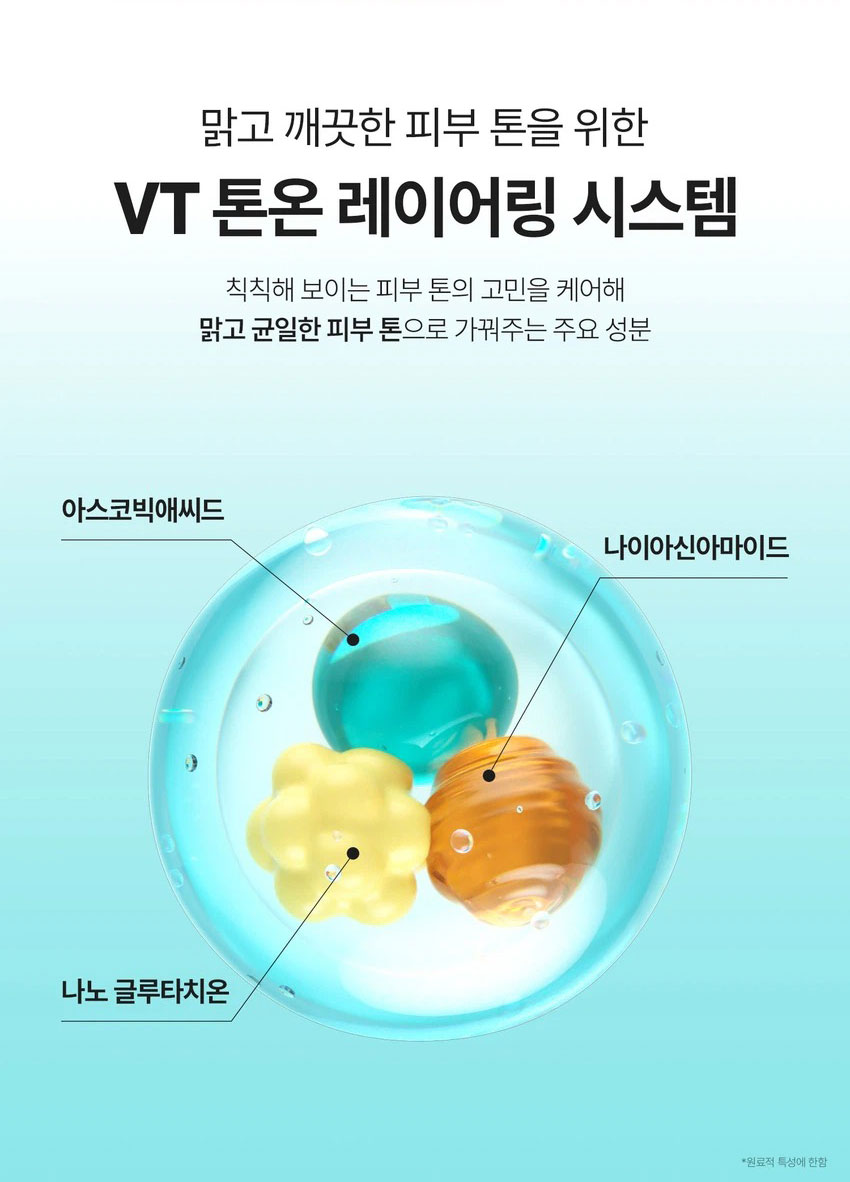 맑고 깨끗한 피부 톤을 위한
VT 톤온 레이어링 시스템
칙칙해 보이는 피부 톤의 고민을 케어해
맑고 균일한 피부 톤으로 가꿔주는 주요 성분
아스코빅애씨드
나이아신아마이드
나노 글루타치온
*원료적 특성에 한함